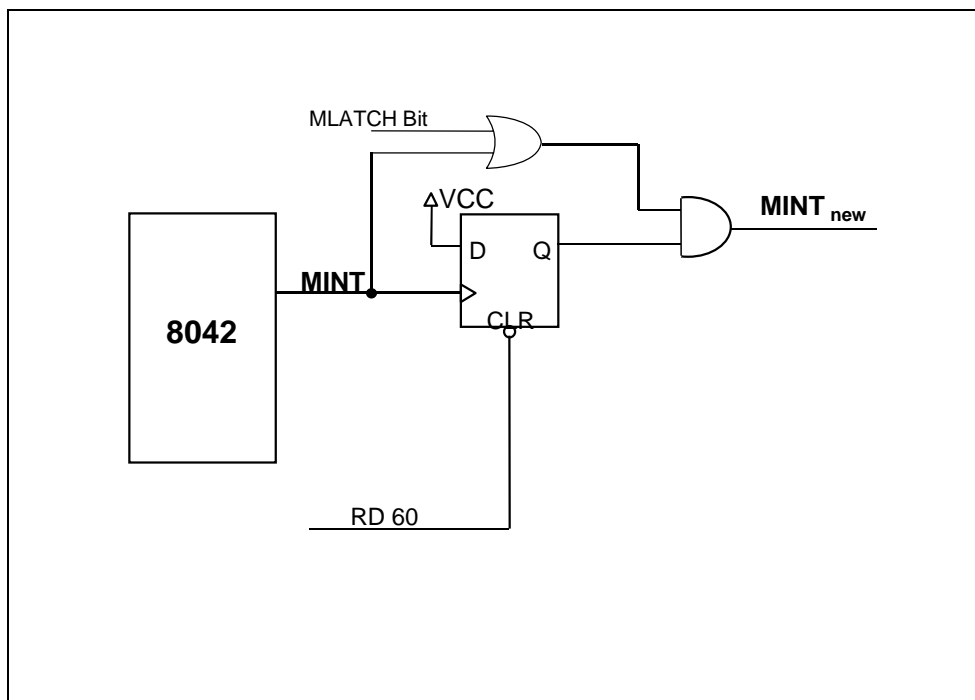 MLATCH Bit
VCC
MINT new
D
Q
MINT
CLR
8042
RD 60